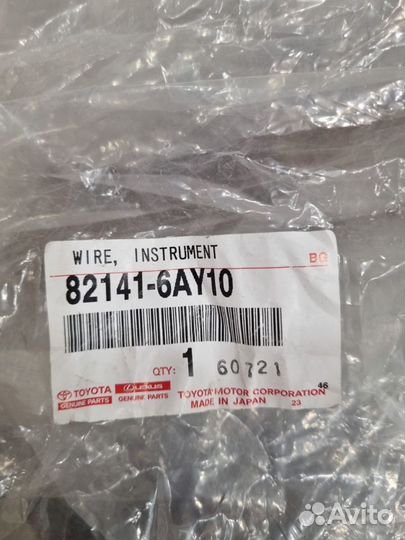 WIRE, INSTRUMENT
BG
82141-6AY10
QTY: 1 60721
TOYOTA
GENUINE PARTS
LEXUS
GENUINE PARTS
TOYOTA MOTOR CORPORATION 46
MADE IN JAPAN 23
Avito